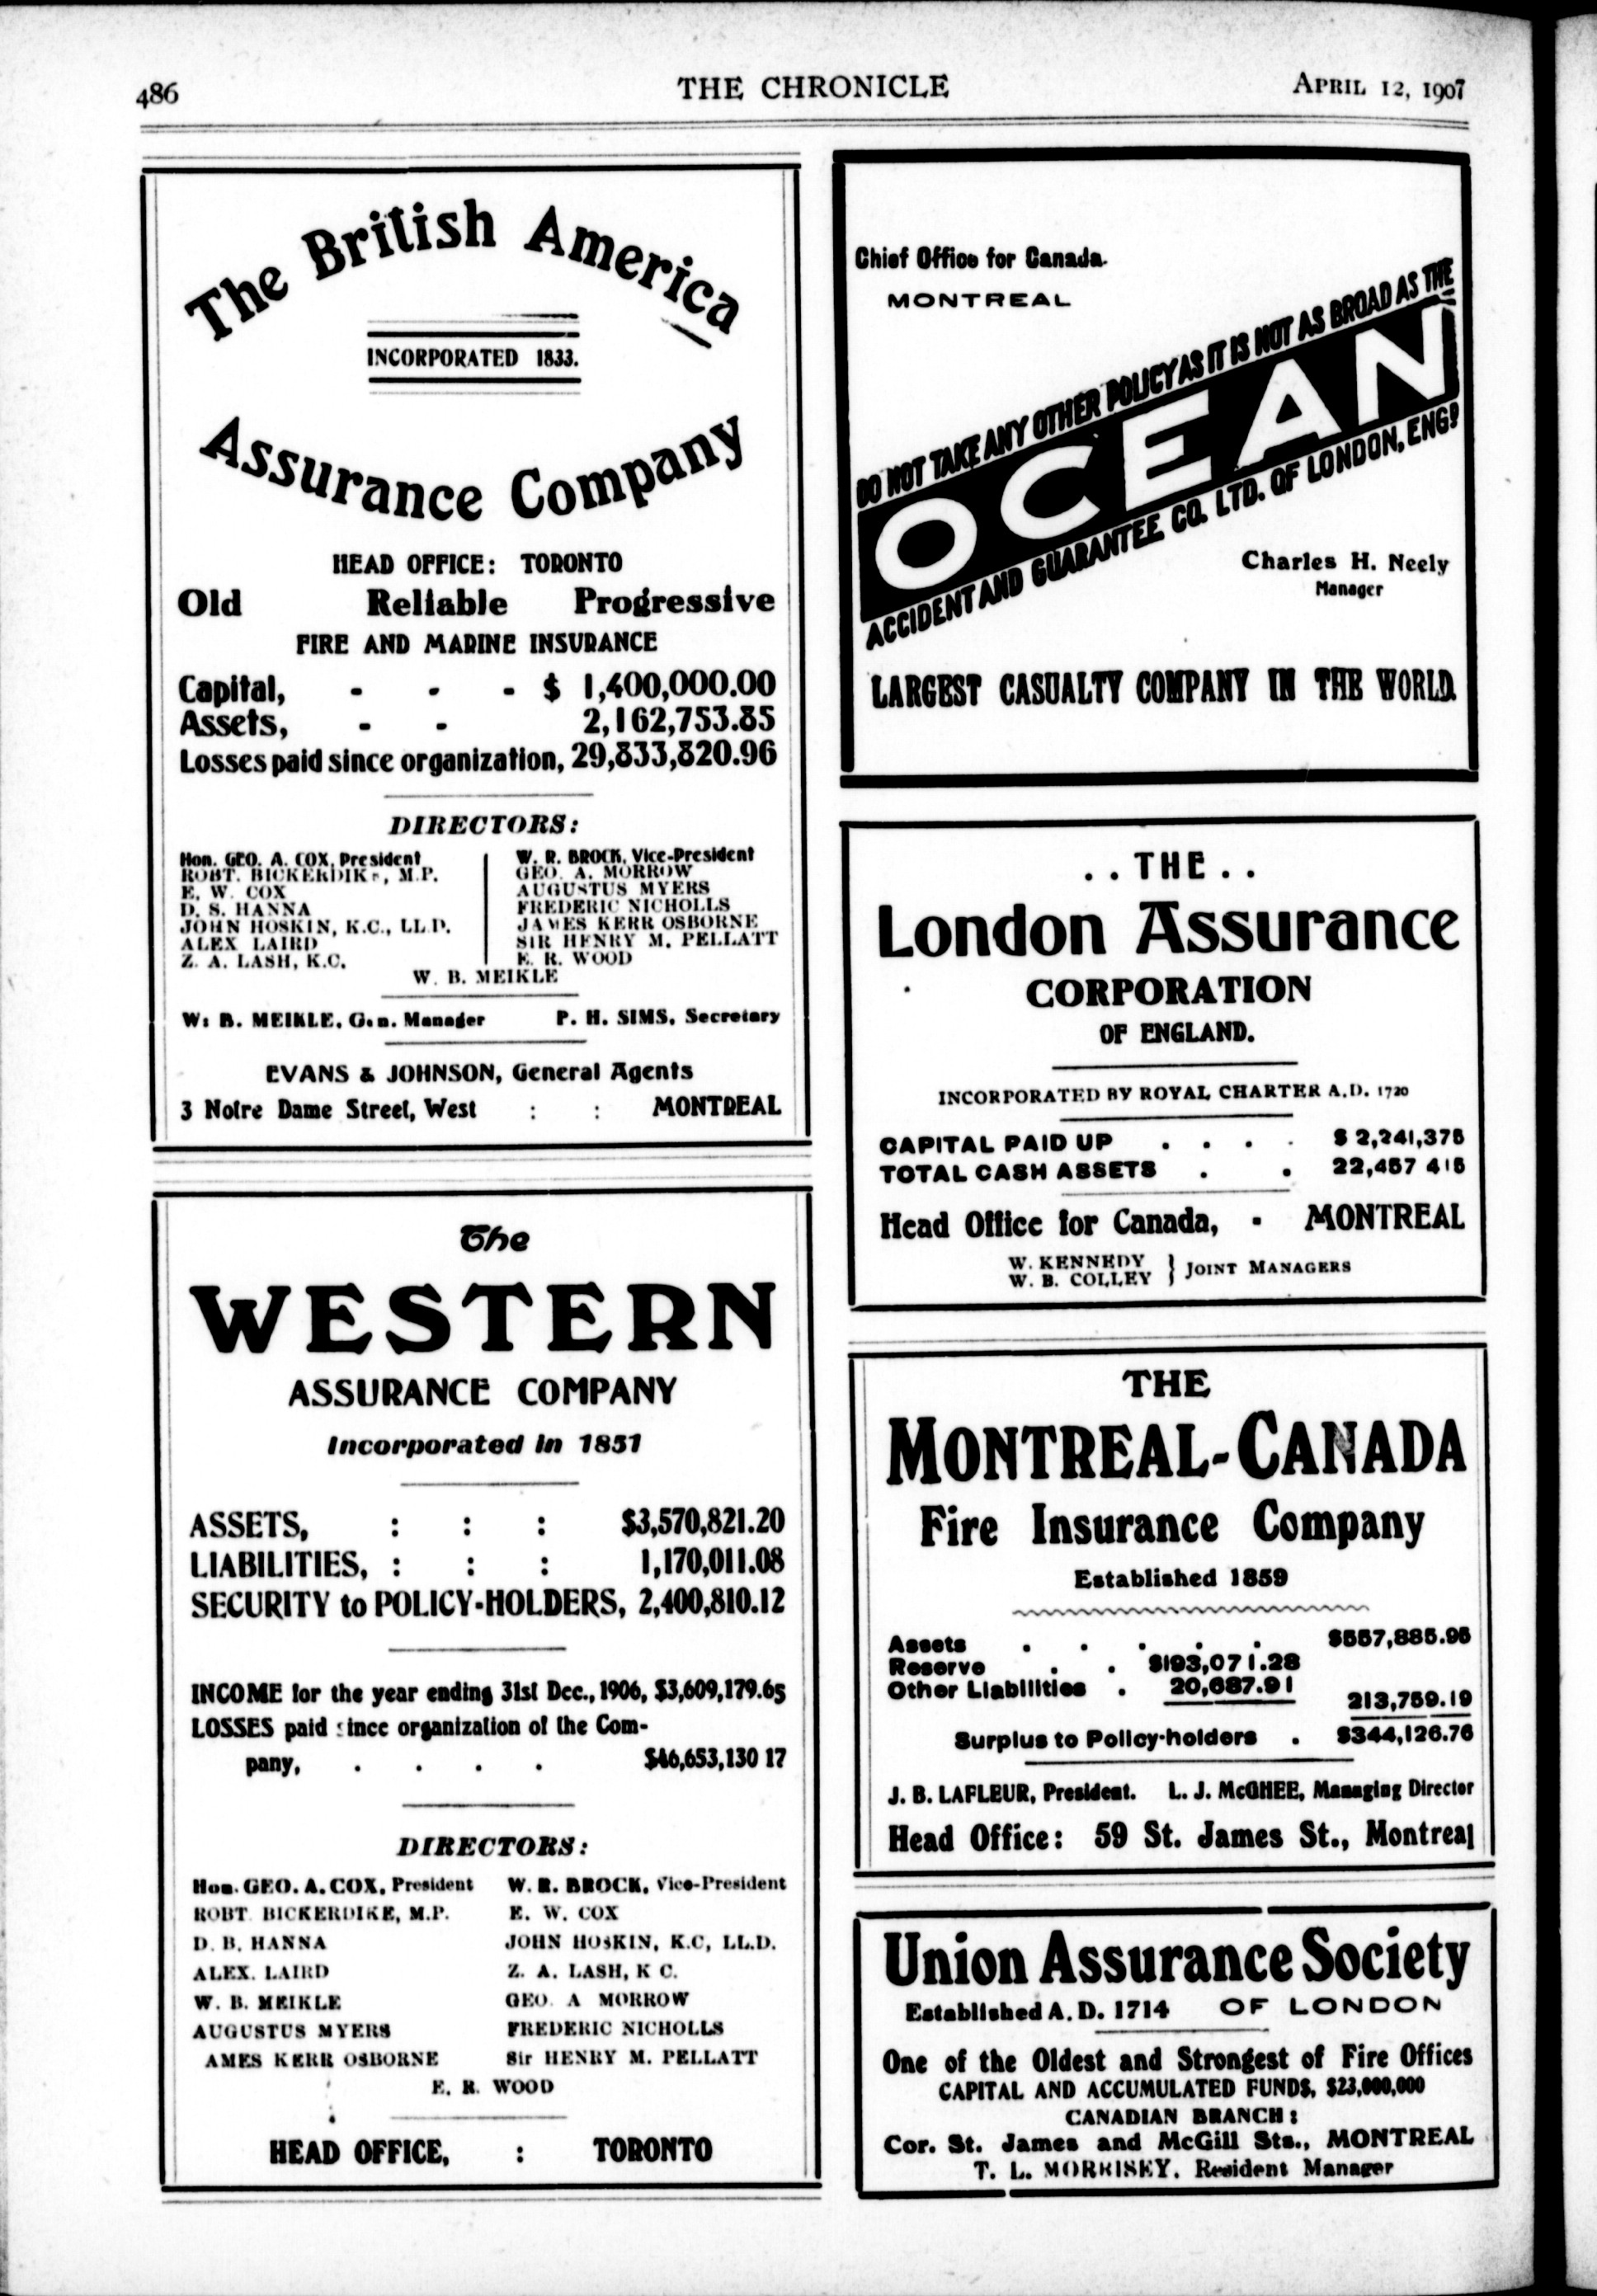 486 THE CHRONICLE APRIL 12, 1907
The British America
INCORPORATED 1833.
Assurance Company
HEAD OFFICE: TORONTO
Old Reliable Progressive
FIRE AND MARINE INSURANCE
Capital, - - - $ 1,400,000.00
Assets, - - 2,162,753.85
Losses paid since organization, 29,833,820.96
DIRECTORS:
Hon. GEO. A. COX, President
ROBT. BICKERDIKE, M.P.
E. W. COX
D. S. HANNA
JOHN HOSKIN, K.C., LL.D.
ALEX LAIRD
Z. A. LASH, K.C.
W. R. BROCK, Vice-President
GEO. A. MORROW
AUGUSTUS MYERS
FREDERIC NICHOLLS
JAMES KERR OSBORNE
SIR HENRY M. PELLATT
E. R. WOOD
W. B. MEIKLE
W. B. MEIKLE, Gen. Manager P. H. SIMS, Secretary
EVANS & JOHNSON, General Agents
3 Notre Dame Street, West : : MONTREAL
The
WESTERN
ASSURANCE COMPANY
Incorporated in 1851
ASSETS, : : : $3,570,821.20
LIABILITIES, : : : 1,170,011.08
SECURITY to POLICY-HOLDERS, 2,400,810.12
INCOME for the year ending 31st Dec., 1906, $3,609,179.65
LOSSES paid since organization of the Com-
pany, . . . . $46,653,130 17
DIRECTORS:
Hon. GEO. A. COX, President W. R. BROCK, Vice-President
ROBT BICKERDIKE, M.P. E. W. COX
D. B. HANNA JOHN HOSKIN, K.C, LL.D.
ALEX. LAIRD Z. A. LASH, K C.
W. B. MEIKLE GEO. A MORROW
AUGUSTUS MYERS FREDERIC NICHOLLS
AMES KERR OSBORNE Sir HENRY M. PELLATT
E. R. WOOD
HEAD OFFICE, : TORONTO
Chief Office for Canada.
MONTREAL
DO NOT TAKE ANY OTHER POLICY AS IT IS NOT AS BROAD AS THE
OCEAN
ACCIDENT AND GUARANTEE CO. LTD. OF LONDON, ENGD
Charles H. Neely
Manager
LARGEST CASUALTY COMPANY IN THE WORLD.
. . THE . .
London Assurance
CORPORATION
OF ENGLAND.
INCORPORATED BY ROYAL CHARTER A.D. 1720
CAPITAL PAID UP . . . . $ 2,241,375
TOTAL CASH ASSETS . . 22,457 415
Head Office for Canada, - MONTREAL
W. KENNEDY
W. B. COLLEY } JOINT MANAGERS
THE
MONTREAL-CANADA
Fire Insurance Company
Established 1859
Assets . . . . . $557,885.95
Reserve . . $193,071.28
Other Liabilities . 20,687.91 213,759.19
Surplus to Policy-holders . $344,126.76
J. B. LAFLEUR, President. L. J. McGHEE, Managing Director
Head Office: 59 St. James St., Montreal
Union Assurance Society
Established A. D. 1714 OF LONDON
One of the Oldest and Strongest of Fire Offices
CAPITAL AND ACCUMULATED FUNDS, $23,000,000
CANADIAN BRANCH:
Cor. St. James and McGill Sts., MONTREAL
T. L. MORRISEY, Resident Manager